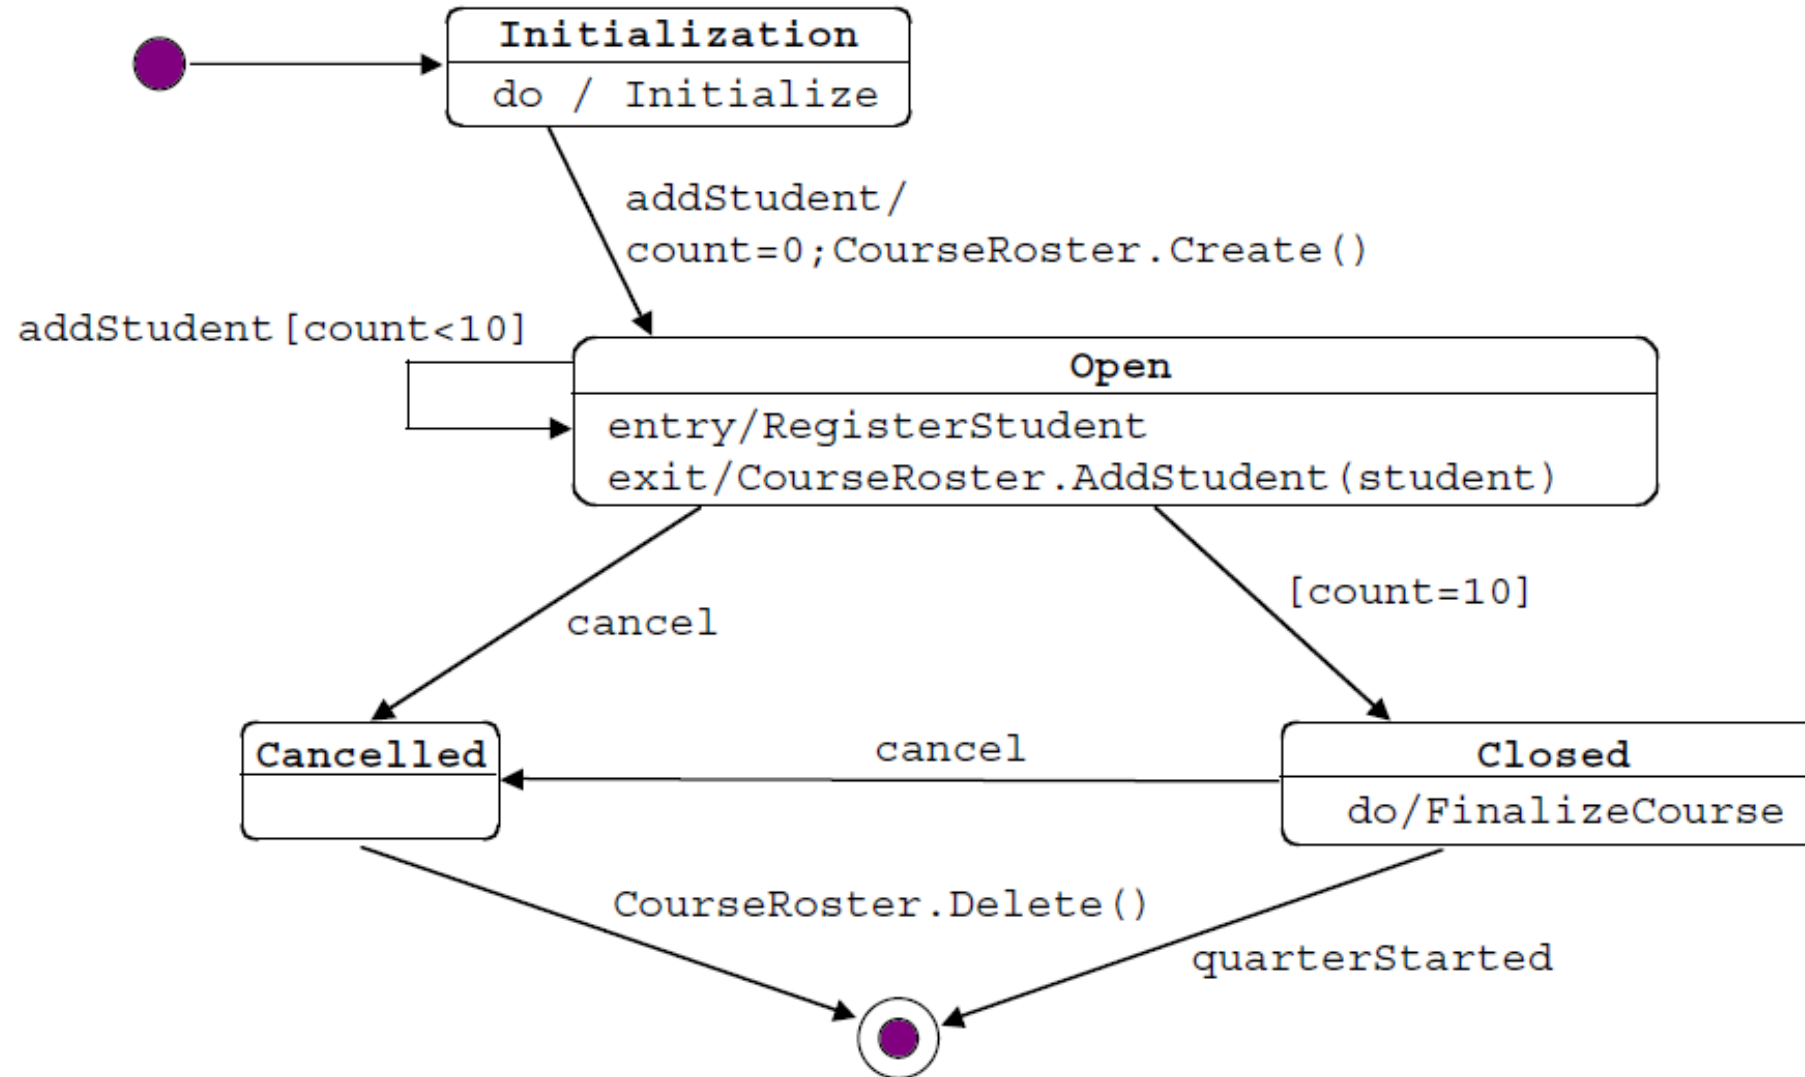 Initialization
do / Initialize
addStudent/
count=0;CourseRoster.Create()
addStudent[count<10]
Open
entry/RegisterStudent
exit/CourseRoster.AddStudent(student)
[count=10]
cancel
Cancelled
cancel
Closed
do/FinalizeCourse
CourseRoster.Delete()
quarterStarted